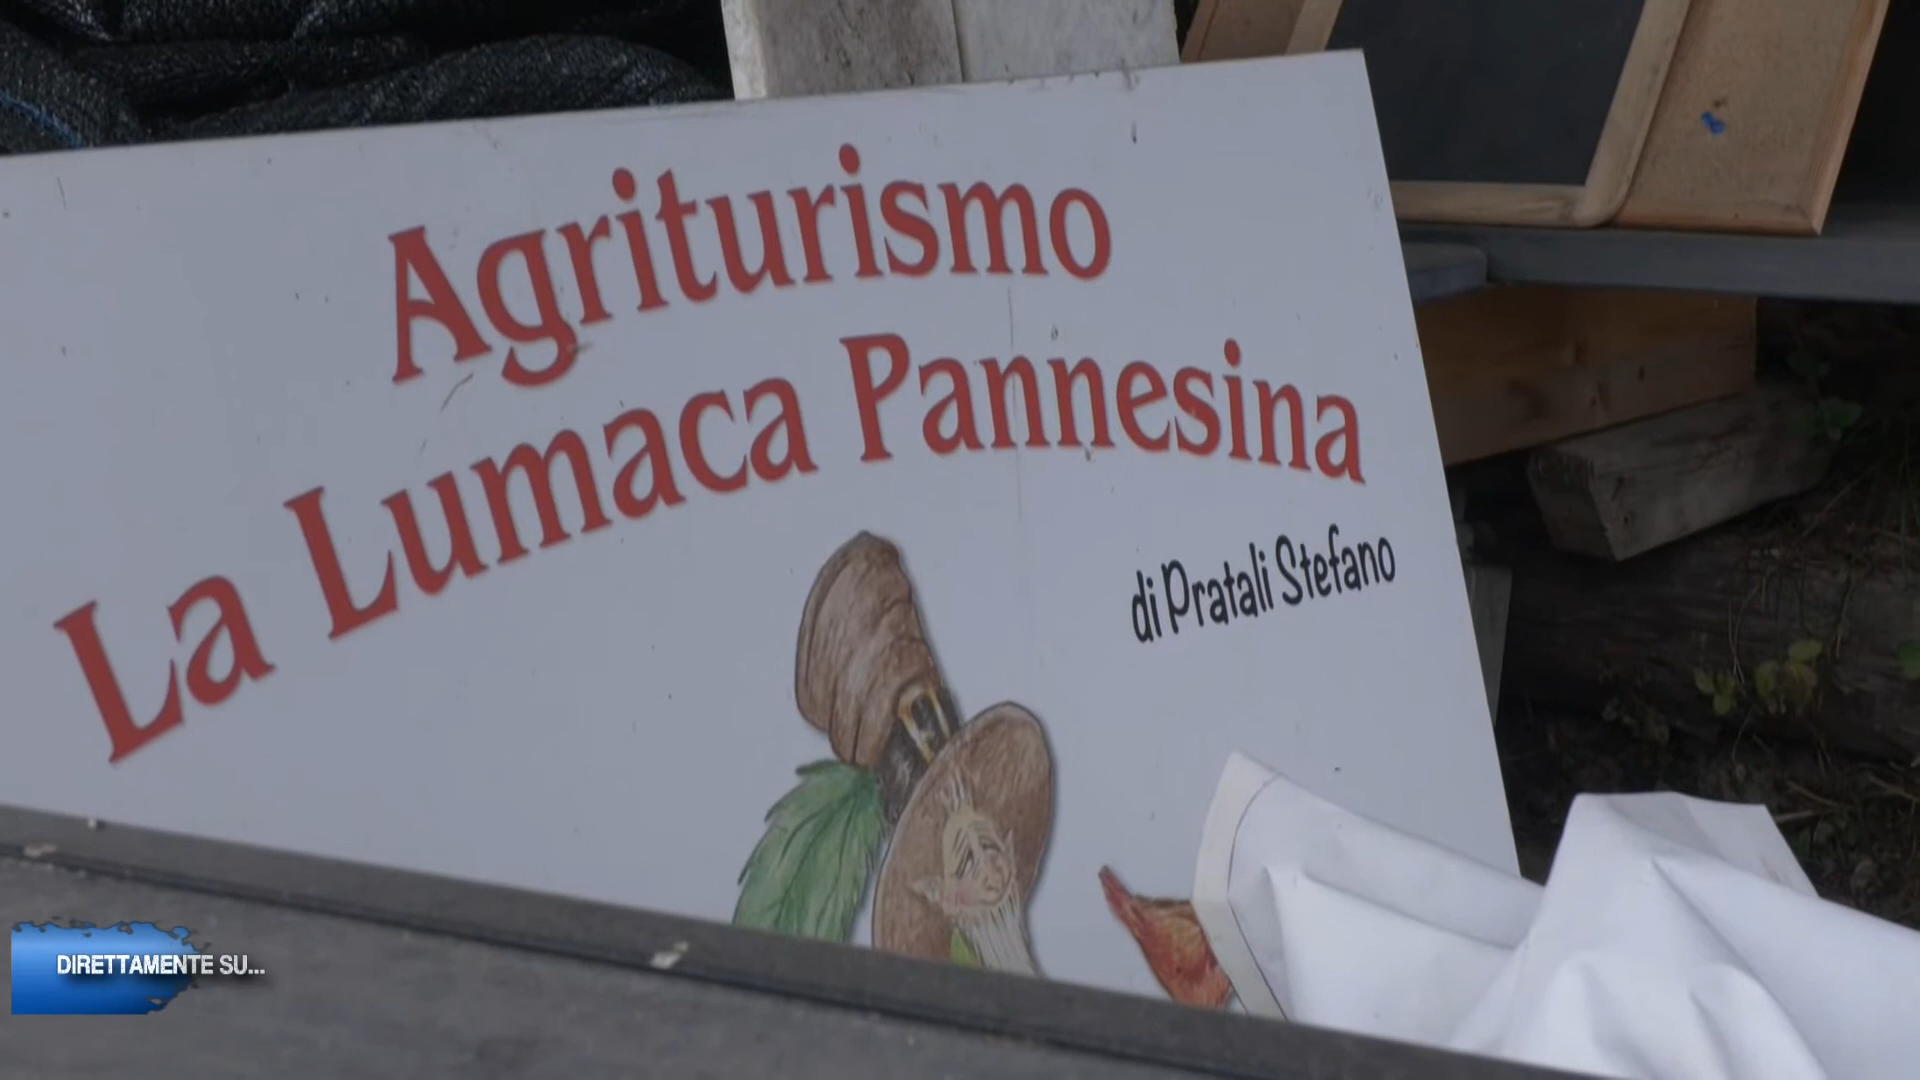 Agriturismo
La Lumaca Pannesina
di Pratali Stefano
DIRETTAMENTE SU...